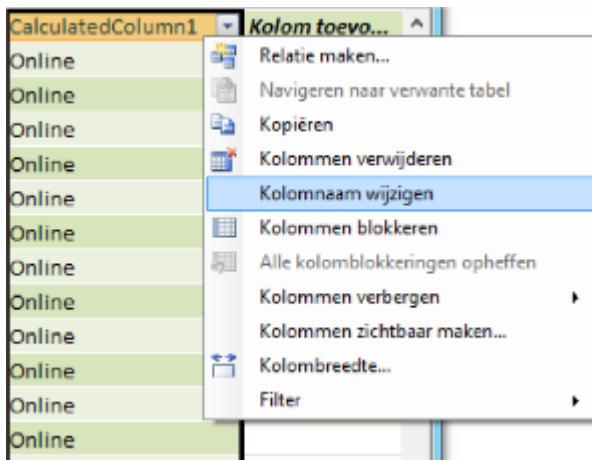 CalculatedColumn1 Kolom toevo...
Online
Relatie maken...
Online
Navigeren naar verwante tabel
Online
Kopiëren
Online
Kolommen verwijderen
Online
Kolomnaam wijzigen
Online
Kolommen blokkeren
Online
Alle kolomblokkeringen opheffen
Online
Kolommen verbergen
Online
Kolommen zichtbaar maken...
Online
Kolombreedte...
Online
Filter
Online